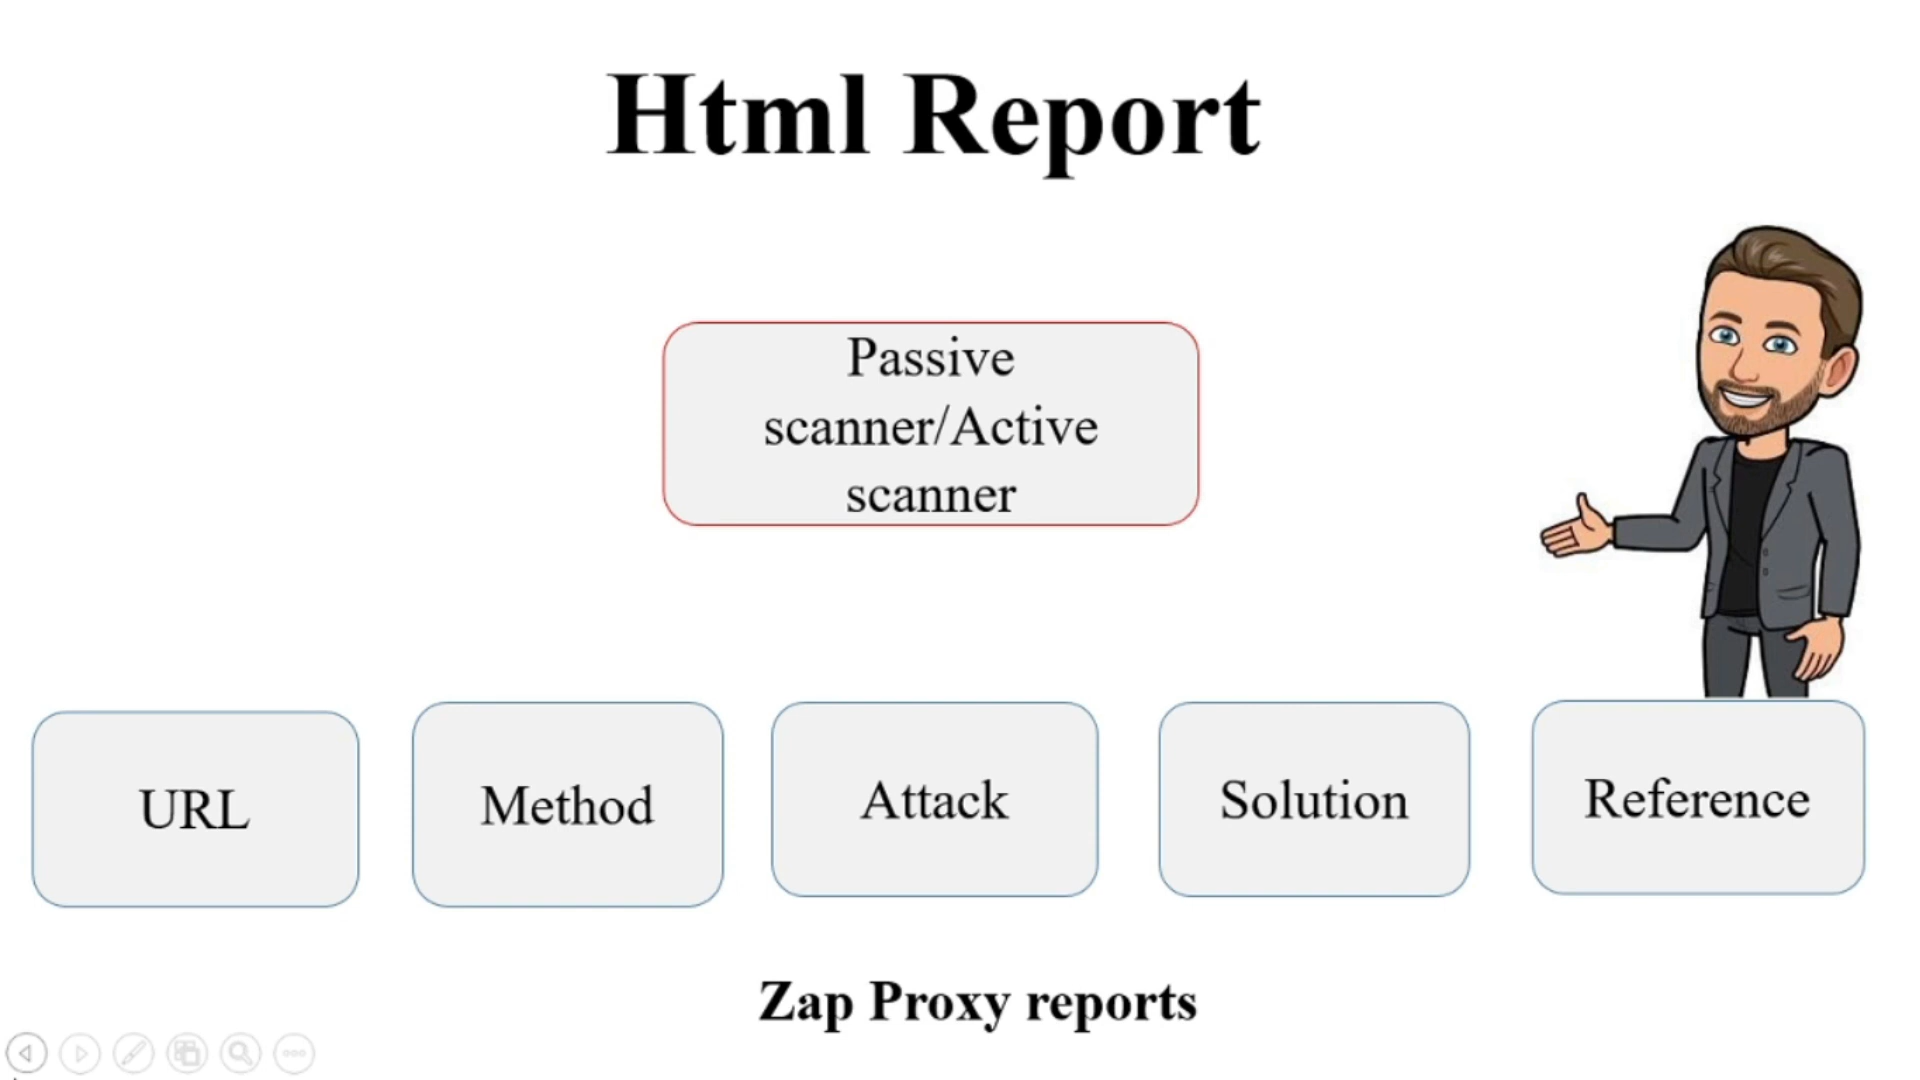 Html Report
Passive
scanner/Active
scanner
URL
Method
Attack
Solution
Reference
Zap Proxy reports